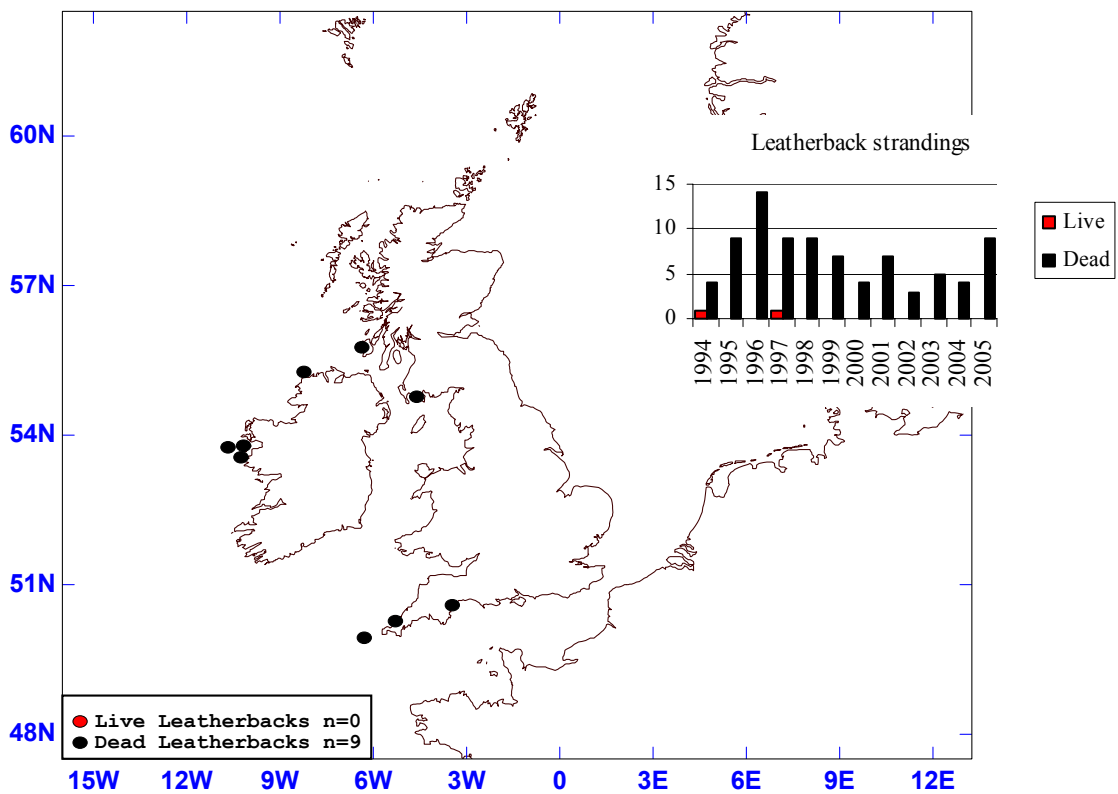 60N
57N
54N
51N
48N
15W 12W 9W 6W 3W 0 3E 6E 9E 12E
Leatherback strandings
15
10
5
0
1994 1995 1996 1997 1998 1999 2000 2001 2002 2003 2004 2005
Live
Dead
Live Leatherbacks n=0
Dead Leatherbacks n=9